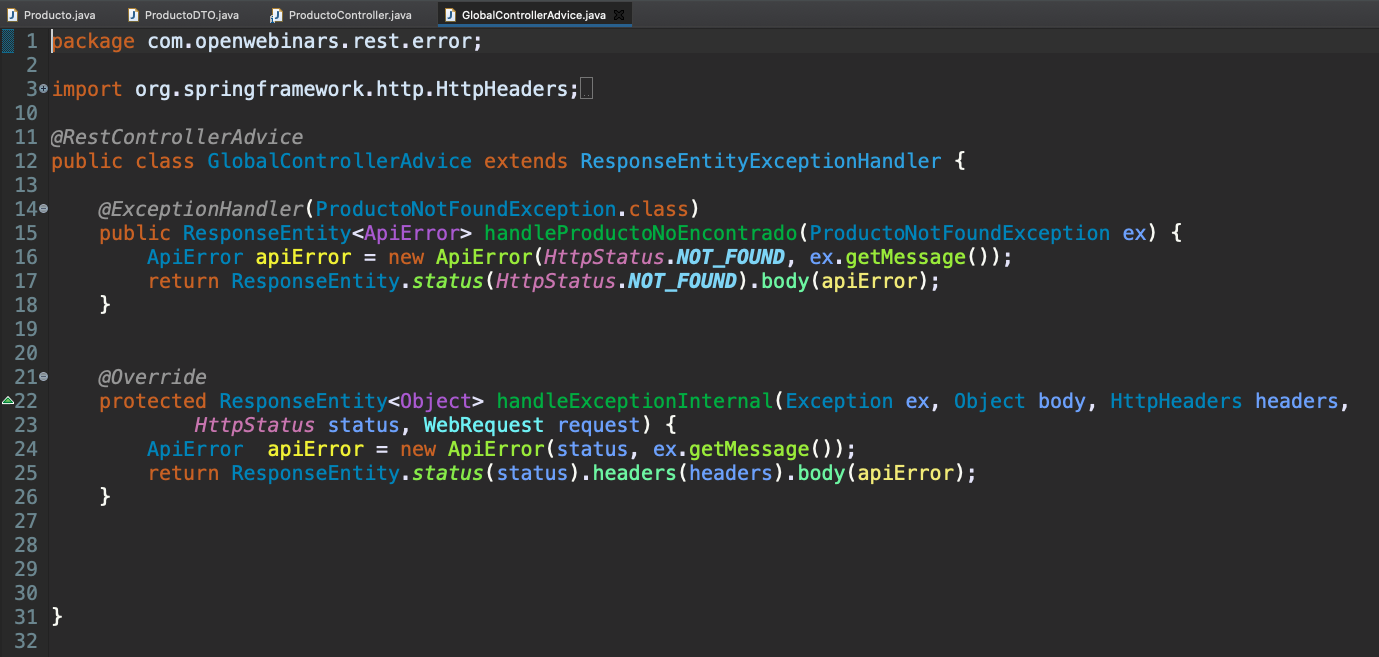 Producto.java ProductoDTO.java ProductoController.java GlobalControllerAdvice.java
1 package com.openwebinars.rest.error;
2
3 import org.springframework.http.HttpHeaders;
10
11 @RestControllerAdvice
12 public class GlobalControllerAdvice extends ResponseEntityExceptionHandler {
13
14 @ExceptionHandler(ProductoNotFoundException.class)
15 public ResponseEntity<ApiError> handleProductoNoEncontrado(ProductoNotFoundException ex) {
16 ApiError apiError = new ApiError(HttpStatus.NOT_FOUND, ex.getMessage());
17 return ResponseEntity.status(HttpStatus.NOT_FOUND).body(apiError);
18 }
19
20
21 @Override
22 protected ResponseEntity<Object> handleExceptionInternal(Exception ex, Object body, HttpHeaders headers,
23 HttpStatus status, WebRequest request) {
24 ApiError  apiError = new ApiError(status, ex.getMessage());
25 return ResponseEntity.status(status).headers(headers).body(apiError);
26 }
27
28
29
30
31 }
32